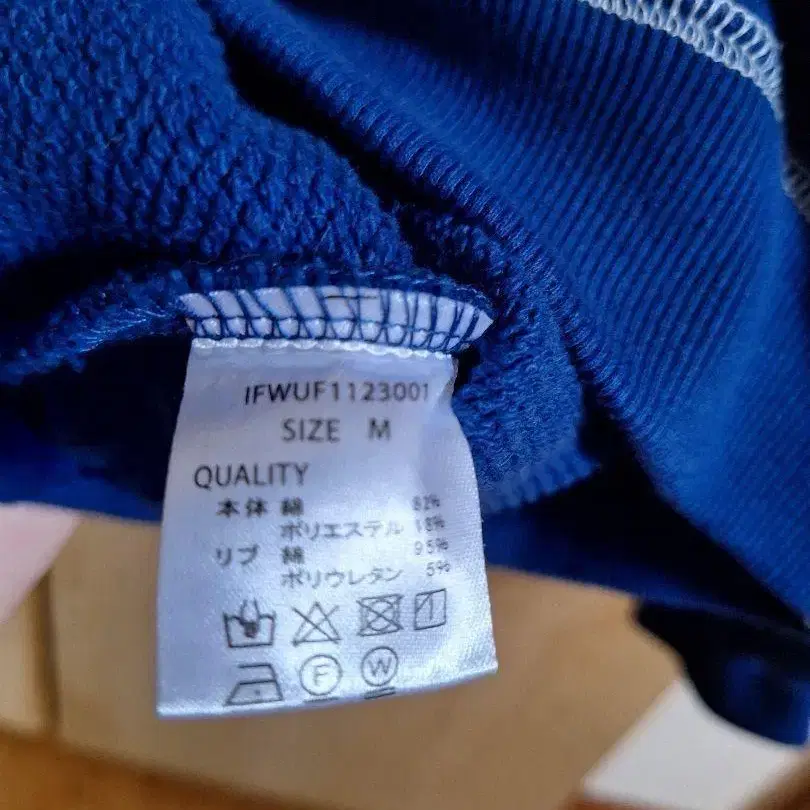 IFWUF1123001
SIZE M
QUALITY
本体 綿 82%
ポリエステル 18%
リブ 綿 95%
ポリウレタン 5%
F W